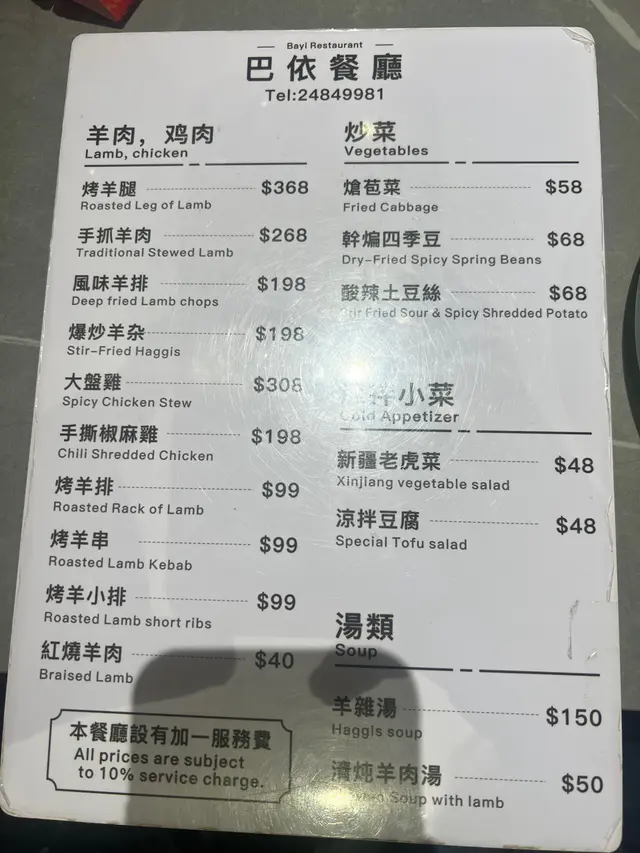 Bayi Restaurant
巴依餐廳
Tel:24849981
羊肉，鸡肉
Lamb, chicken
烤羊腿 $368
Roasted Leg of Lamb
手抓羊肉 $268
Traditional Stewed Lamb
風味羊排 $198
Deep fried Lamb chops
爆炒羊杂 $198
Stir-Fried Haggis
大盤雞 $308
Spicy Chicken Stew
手撕椒麻雞 $198
Chili Shredded Chicken
烤羊排 $99
Roasted Rack of Lamb
烤羊串 $99
Roasted Lamb Kebab
烤羊小排 $99
Roasted Lamb short ribs
紅燒羊肉 $40
Braised Lamb
本餐廳設有加一服務費
All prices are subject
to 10% service charge.
炒菜
Vegetables
熗苞菜 $58
Fried Cabbage
幹煸四季豆 $68
Dry-Fried Spicy Spring Beans
酸辣土豆絲 $68
Stir Fried Sour & Spicy Shredded Potato
拌小菜
Cold Appetizer
新疆老虎菜 $48
Xinjiang vegetable salad
涼拌豆腐 $48
Special Tofu salad
湯類
Soup
羊雜湯 $150
Haggis soup
清炖羊肉湯 $50
Soup with lamb